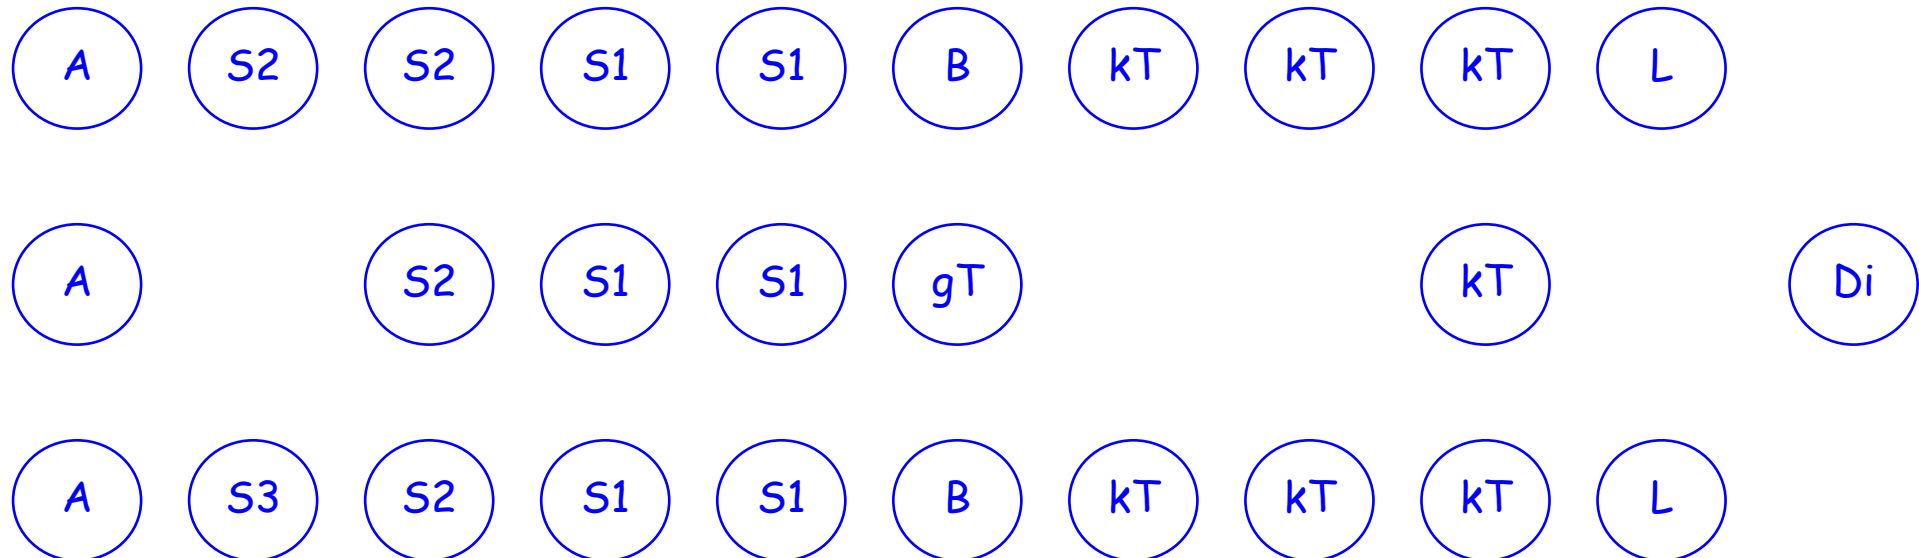 A S2 S2 S1 S1 B kT kT kT L
A S2 S1 S1 gT kT Di
A S3 S2 S1 S1 B kT kT kT L